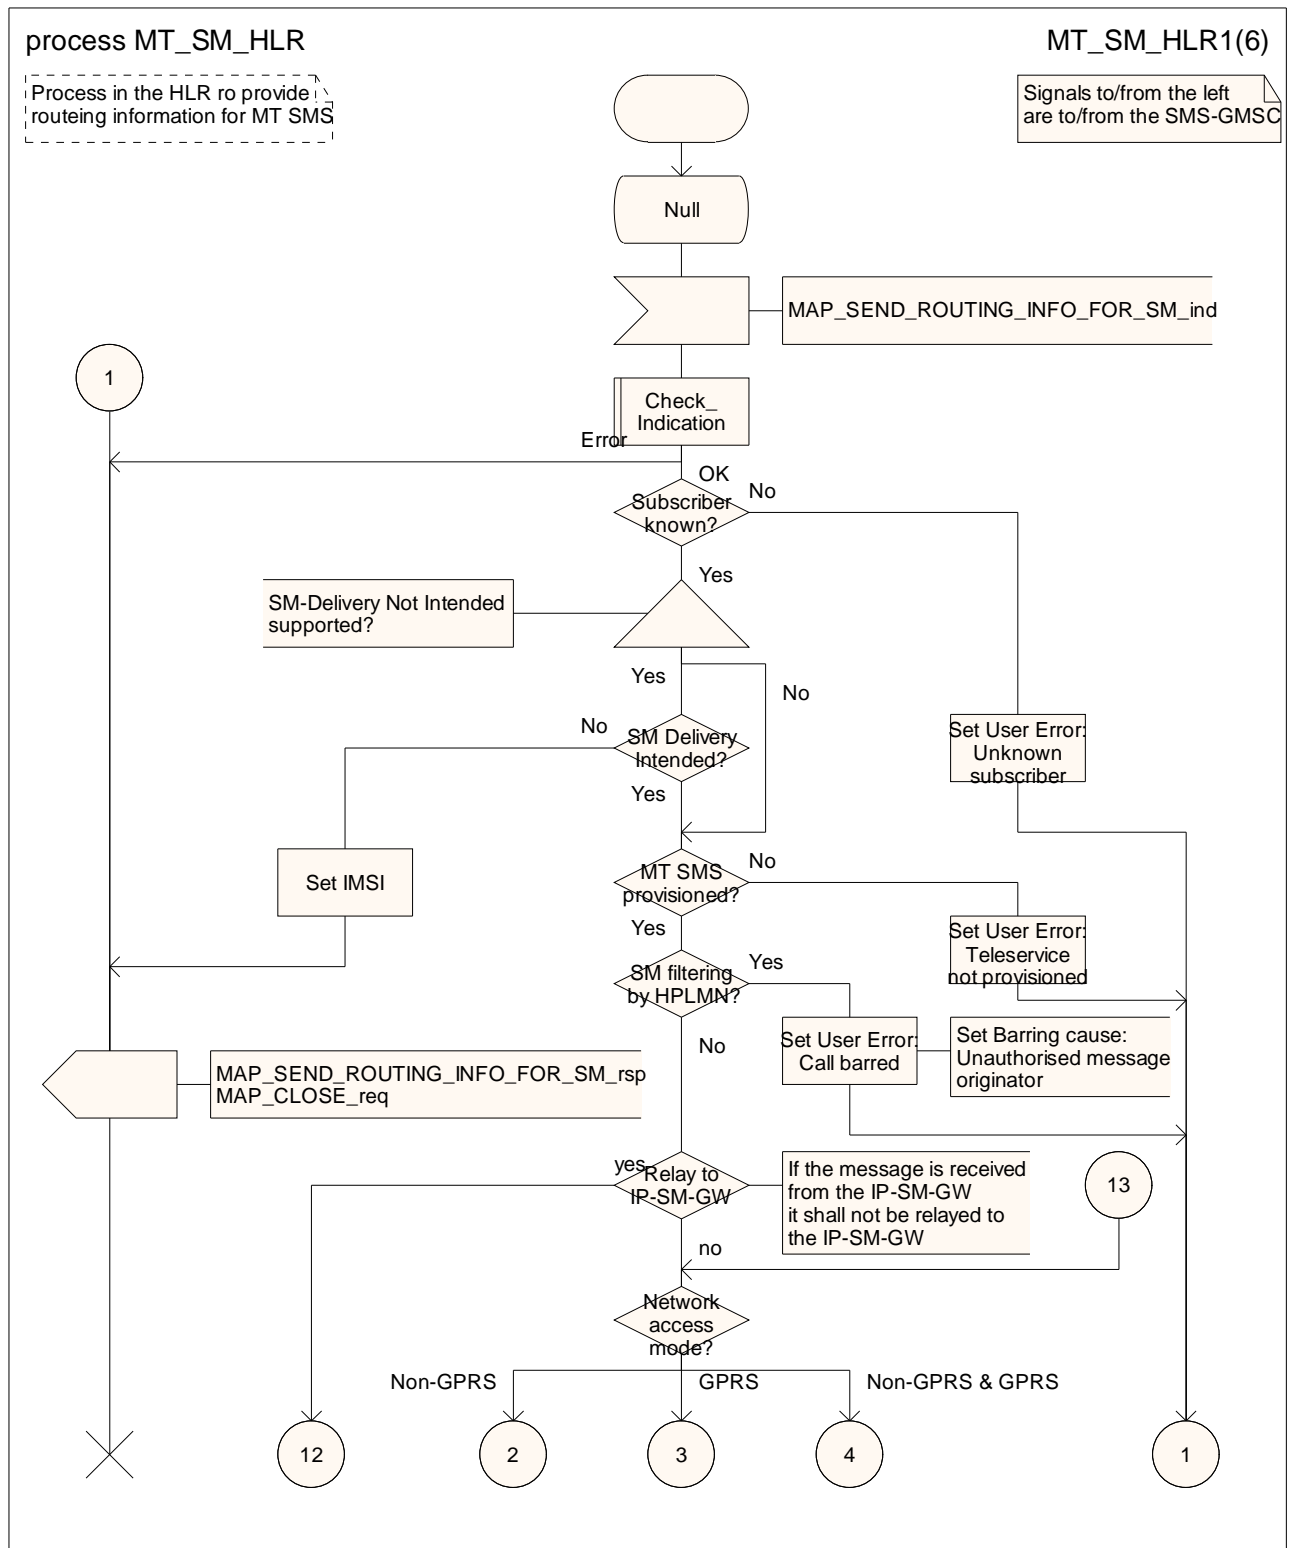 process MT_SM_HLR
MT_SM_HLR1(6)
Process in the HLR ro provide
routeing information for MT SMS
Signals to/from the left
are to/from the SMS-GMSC
Null
MAP_SEND_ROUTING_INFO_FOR_SM_ind
1
Check_
Indication
Error
OK
No
Subscriber
known?
Yes
SM-Delivery Not Intended
supported?
Yes
No
No
SM Delivery
Intended?
Set User Error:
Unknown
subscriber
Yes
MT SMS
provisioned?
No
Set IMSI
Yes
Set User Error:
Teleservice
not provisioned
SM filtering
by HPLMN?
Yes
No
Set User Error:
Call barred
Set Barring cause:
Unauthorised message
originator
MAP_SEND_ROUTING_INFO_FOR_SM_rsp
MAP_CLOSE_req
yes
Relay to
IP-SM-GW
If the message is received
from the IP-SM-GW
it shall not be relayed to
the IP-SM-GW
13
no
Network
access
mode?
Non-GPRS
GPRS
Non-GPRS & GPRS
12
2
3
4
1